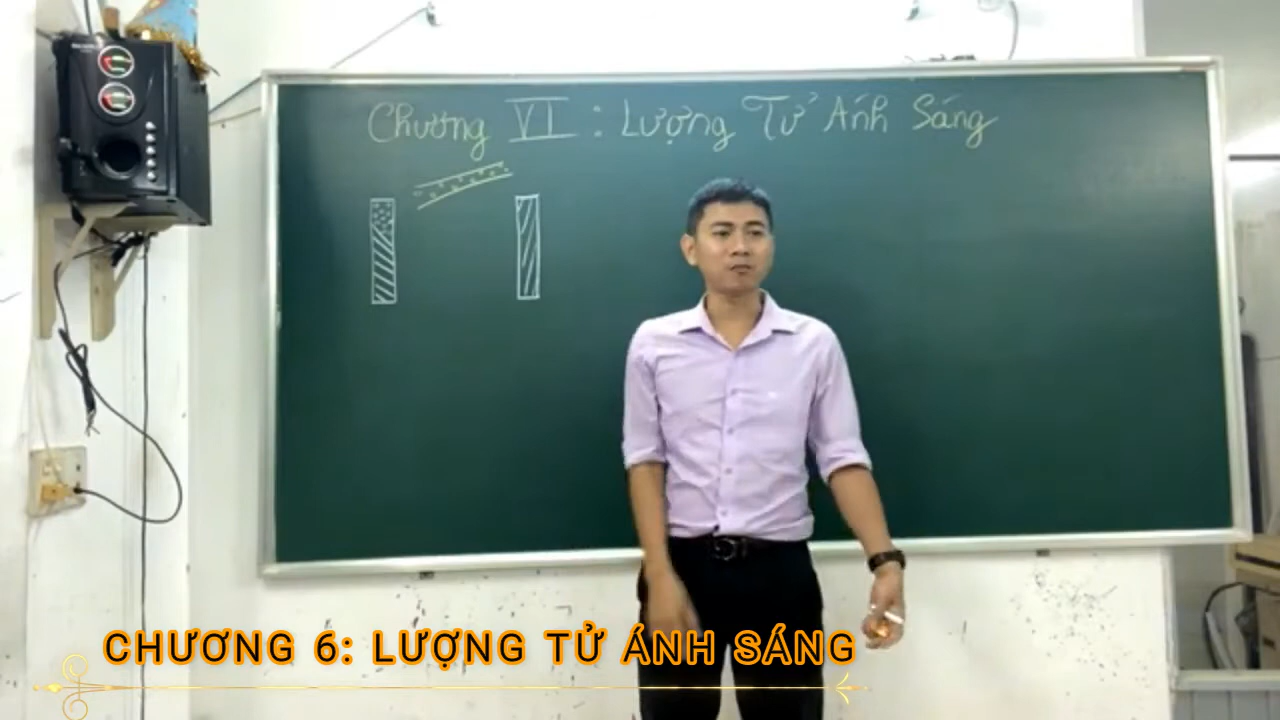 Chương VI : Lượng Tử Ánh Sáng
CHƯƠNG 6: LƯỢNG TỬ ÁNH SÁNG